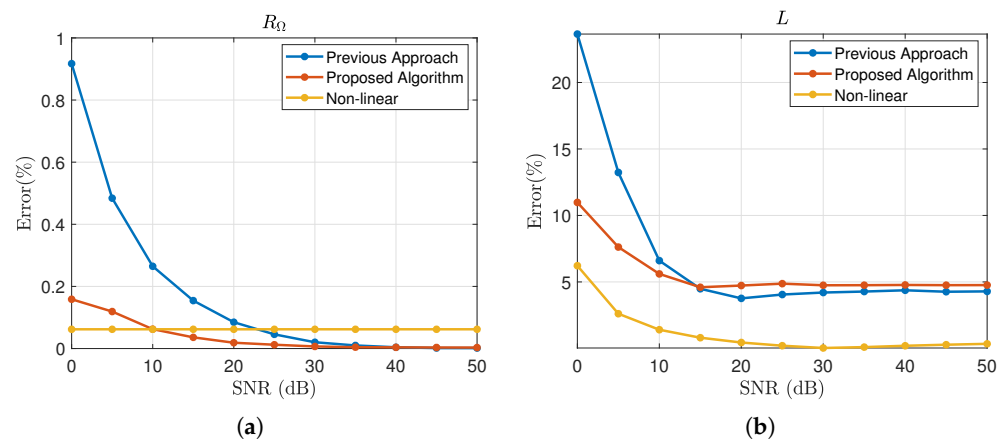 R_Ω
1
0.8
0.6
0.4
0.2
0
Error(%)
Previous Approach
Proposed Algorithm
Non-linear
0 10 20 30 40 50
SNR (dB)
(a)
L
20
15
10
5
Error(%)
Previous Approach
Proposed Algorithm
Non-linear
0 10 20 30 40 50
SNR (dB)
(b)